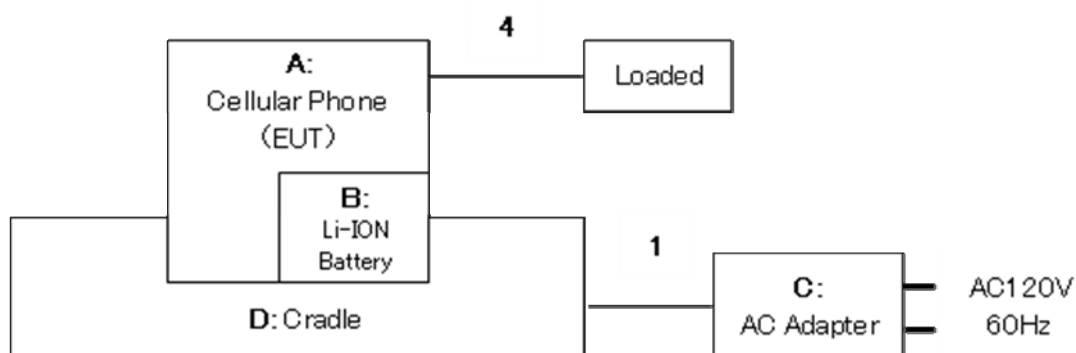 4
A:
Cellular Phone
(EUT)
Loaded
B:
Li-ION
Battery
1
D: Cradle
C:
AC Adapter
AC120V
60Hz